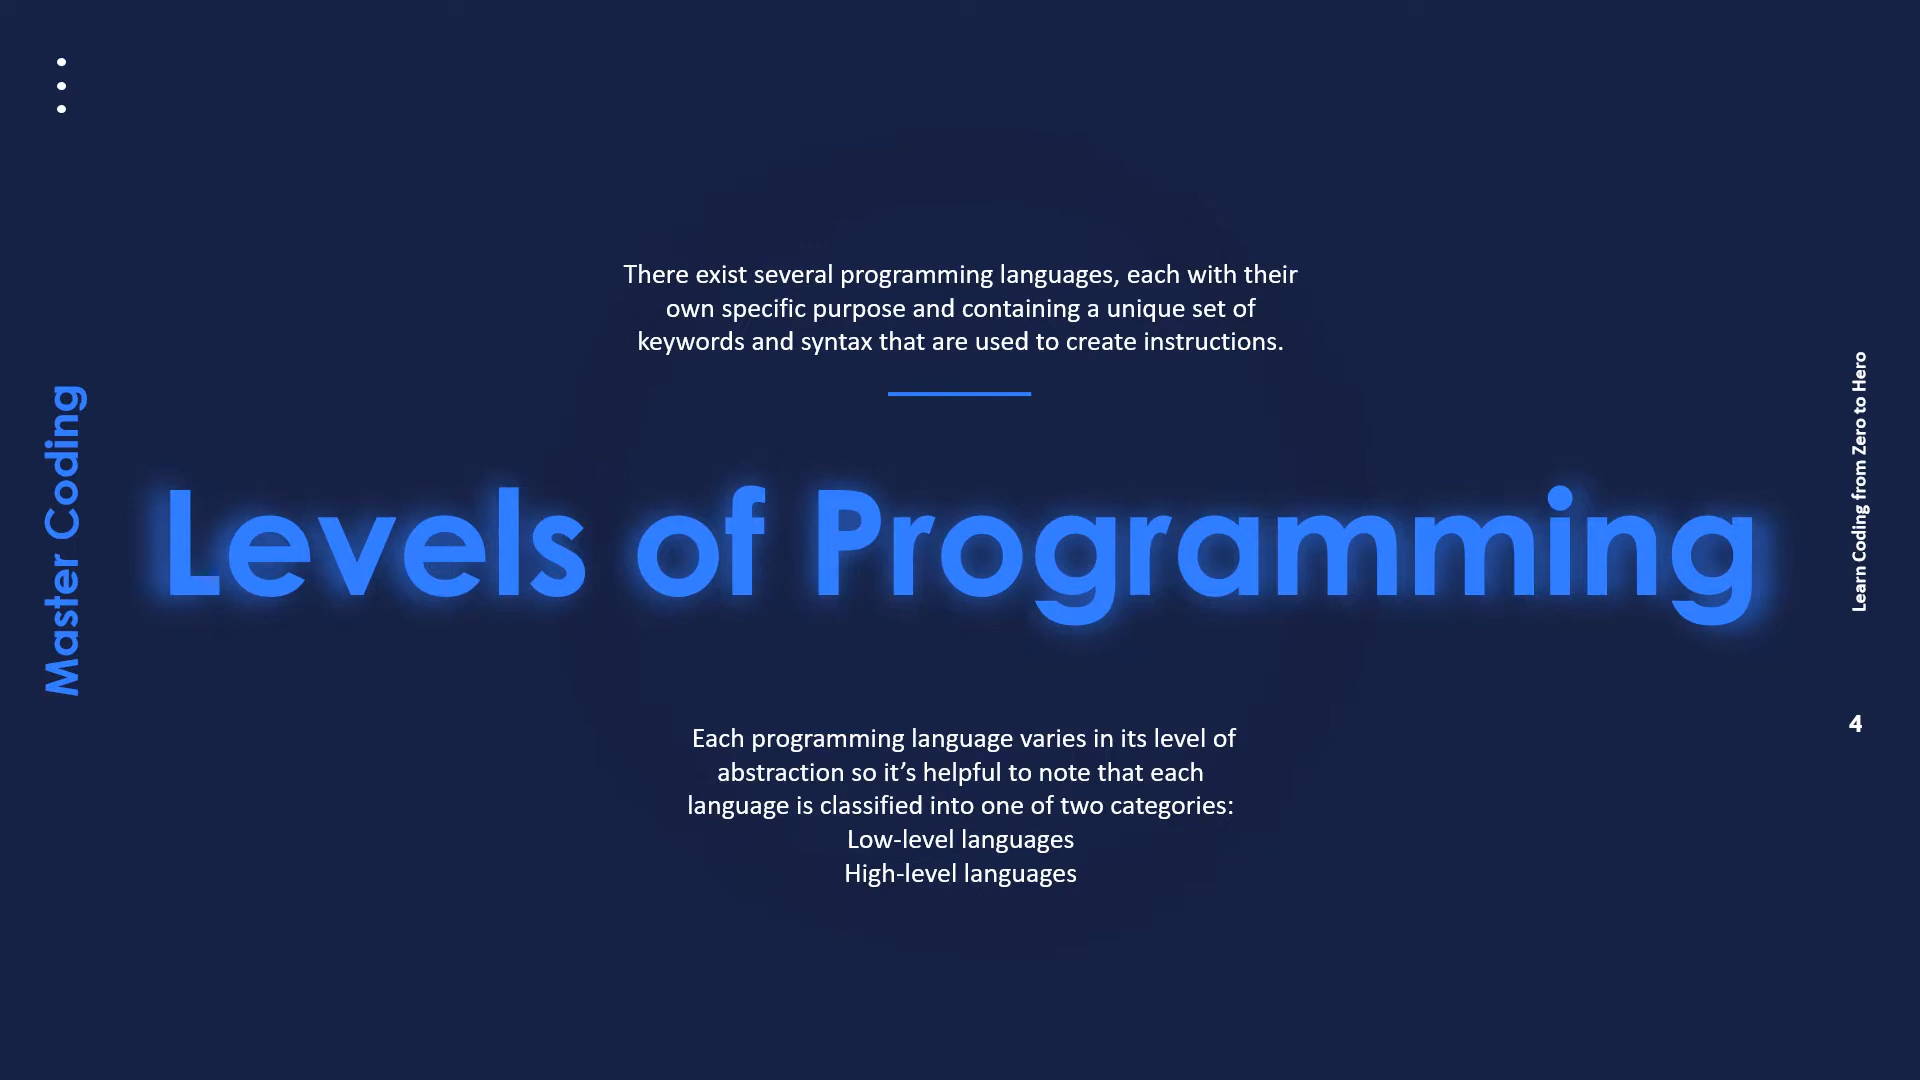 There exist several programming languages, each with their
own specific purpose and containing a unique set of
keywords and syntax that are used to create instructions.
Master Coding
Levels of Programming
Learn Coding from Zero to Hero
4
Each programming language varies in its level of
abstraction so it’s helpful to note that each
language is classified into one of two categories:
Low-level languages
High-level languages